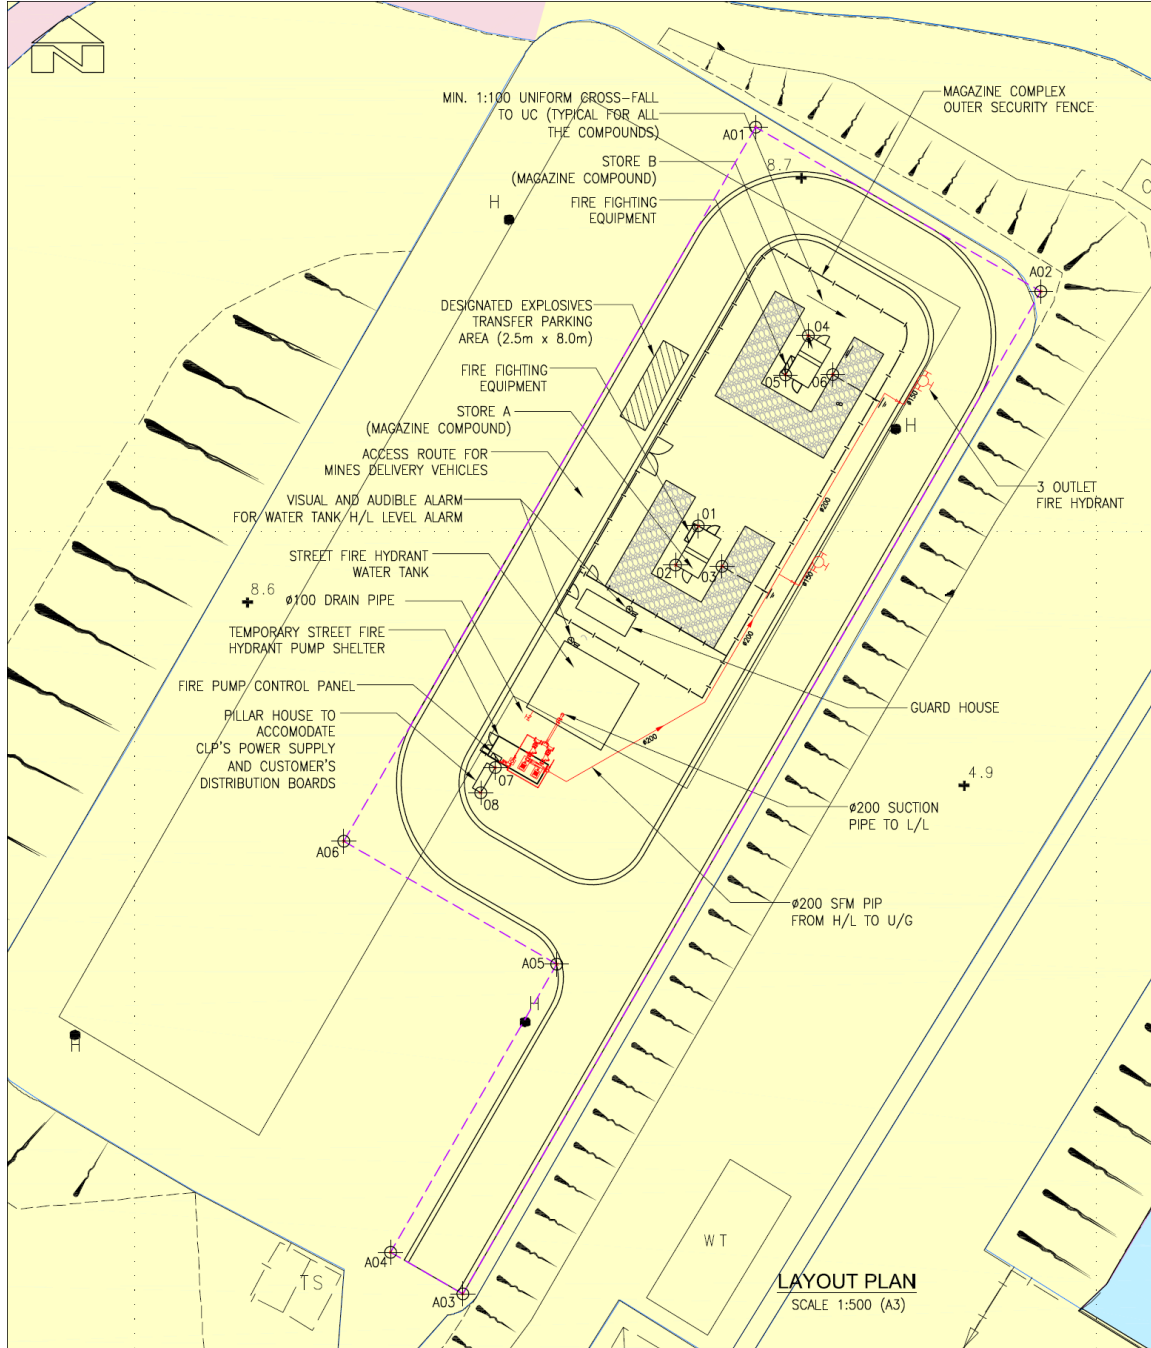 N
MIN. 1:100 UNIFORM CROSS-FALL
TO UC (TYPICAL FOR ALL
THE COMPOUNDS)
MAGAZINE COMPLEX
OUTER SECURITY FENCE
A01
STORE B
(MAGAZINE COMPOUND)
8.7
FIRE FIGHTING
EQUIPMENT
H
A02
DESIGNATED EXPLOSIVES
TRANSFER PARKING
AREA (2.5m x 8.0m)
04
05
06
8
FIRE FIGHTING
EQUIPMENT
ø150
STORE A
(MAGAZINE COMPOUND)
H
ACCESS ROUTE FOR
MINES DELIVERY VEHICLES
VISUAL AND AUDIBLE ALARM
FOR WATER TANK H/L LEVEL ALARM
3 OUTLET
FIRE HYDRANT
ø200
01
02
03
ø150
STREET FIRE HYDRANT
WATER TANK
8.6
ø100 DRAIN PIPE
TEMPORARY STREET FIRE
HYDRANT PUMP SHELTER
ø200
FIRE PUMP CONTROL PANEL
GUARD HOUSE
PILLAR HOUSE TO
ACCOMODATE
CLP'S POWER SUPPLY
AND CUSTOMER'S
DISTRIBUTION BOARDS
ø200
07
08
4.9
ø200 SUCTION
PIPE TO L/L
A06
ø200 SFM PIP
FROM H/L TO U/G
A05
H
H
WT
A04
TS
A03
LAYOUT PLAN
SCALE 1:500 (A3)